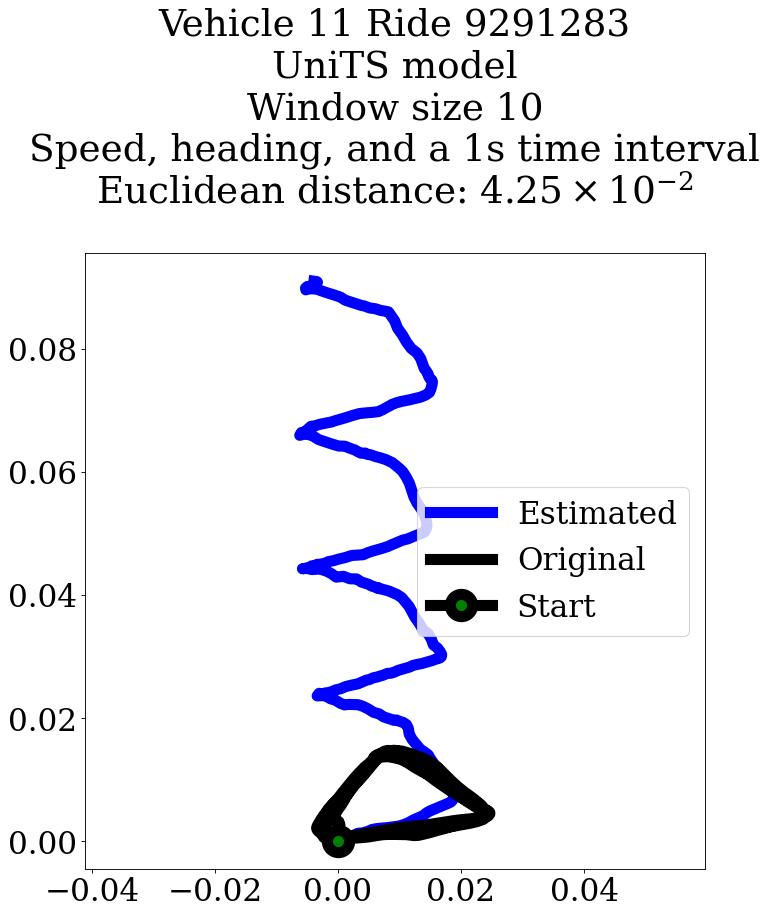 Vehicle 11 Ride 9291283
UniTS model
Window size 10
Speed, heading, and a 1s time interval
Euclidean distance: 4.25 × 10⁻²
0.08
0.06
Estimated
Original
0.04
Start
0.02
0.00
−0.04 −0.02 0.00 0.02 0.04